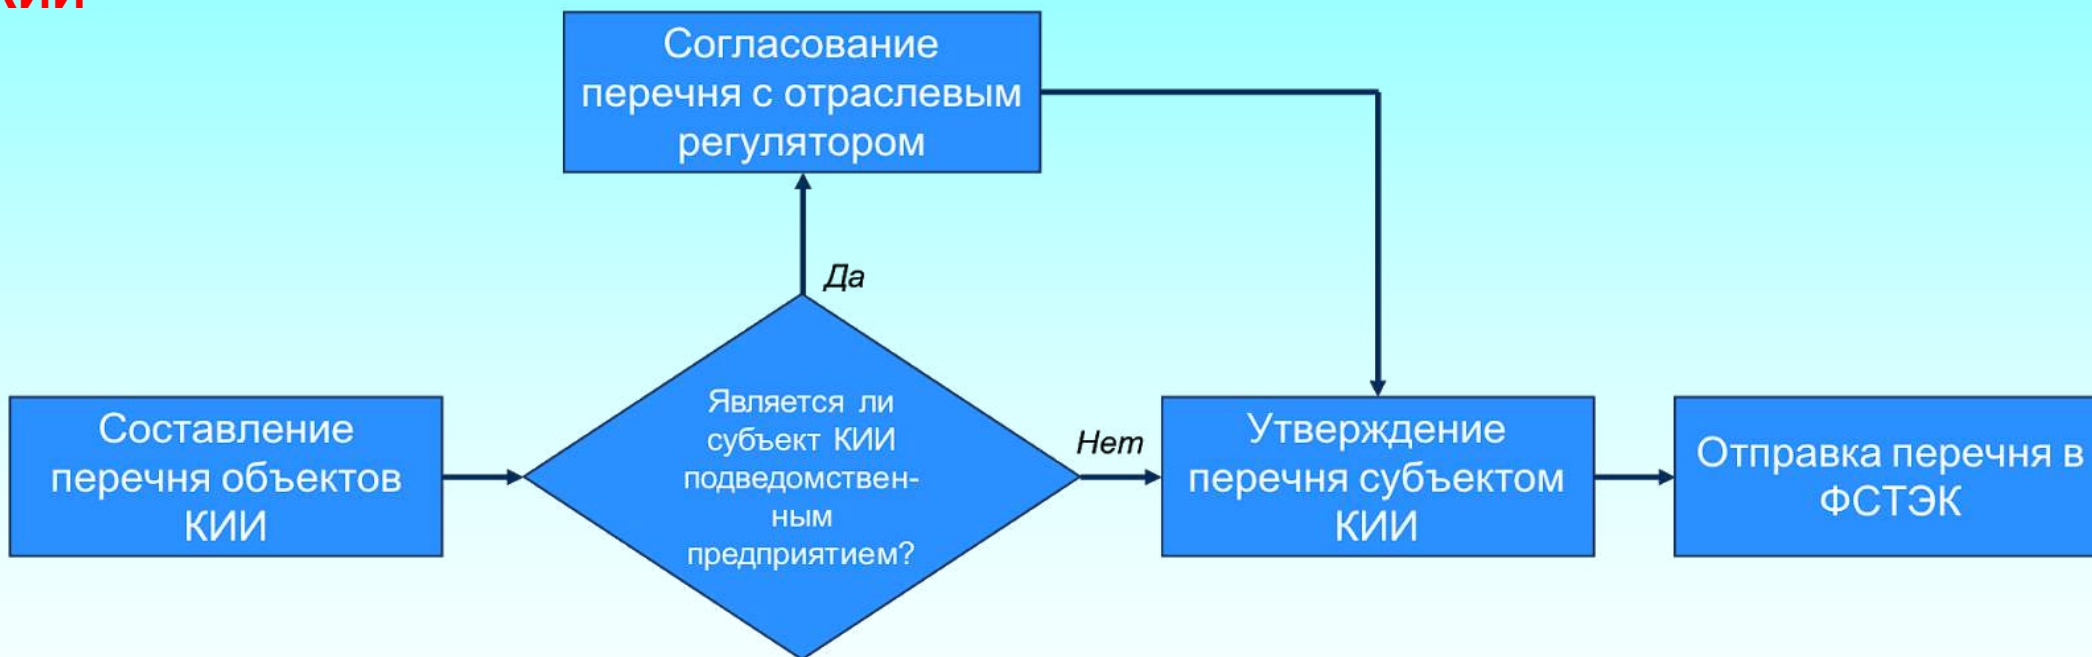 КИИ
Согласование
перечня с отраслевым
регулятором
Да
Является ли
субъект КИИ
подведомствен-
ным
предприятием?
Составление
перечня объектов
КИИ
Нет
Утверждение
перечня субъектом
КИИ
Отправка перечня в
ФСТЭК